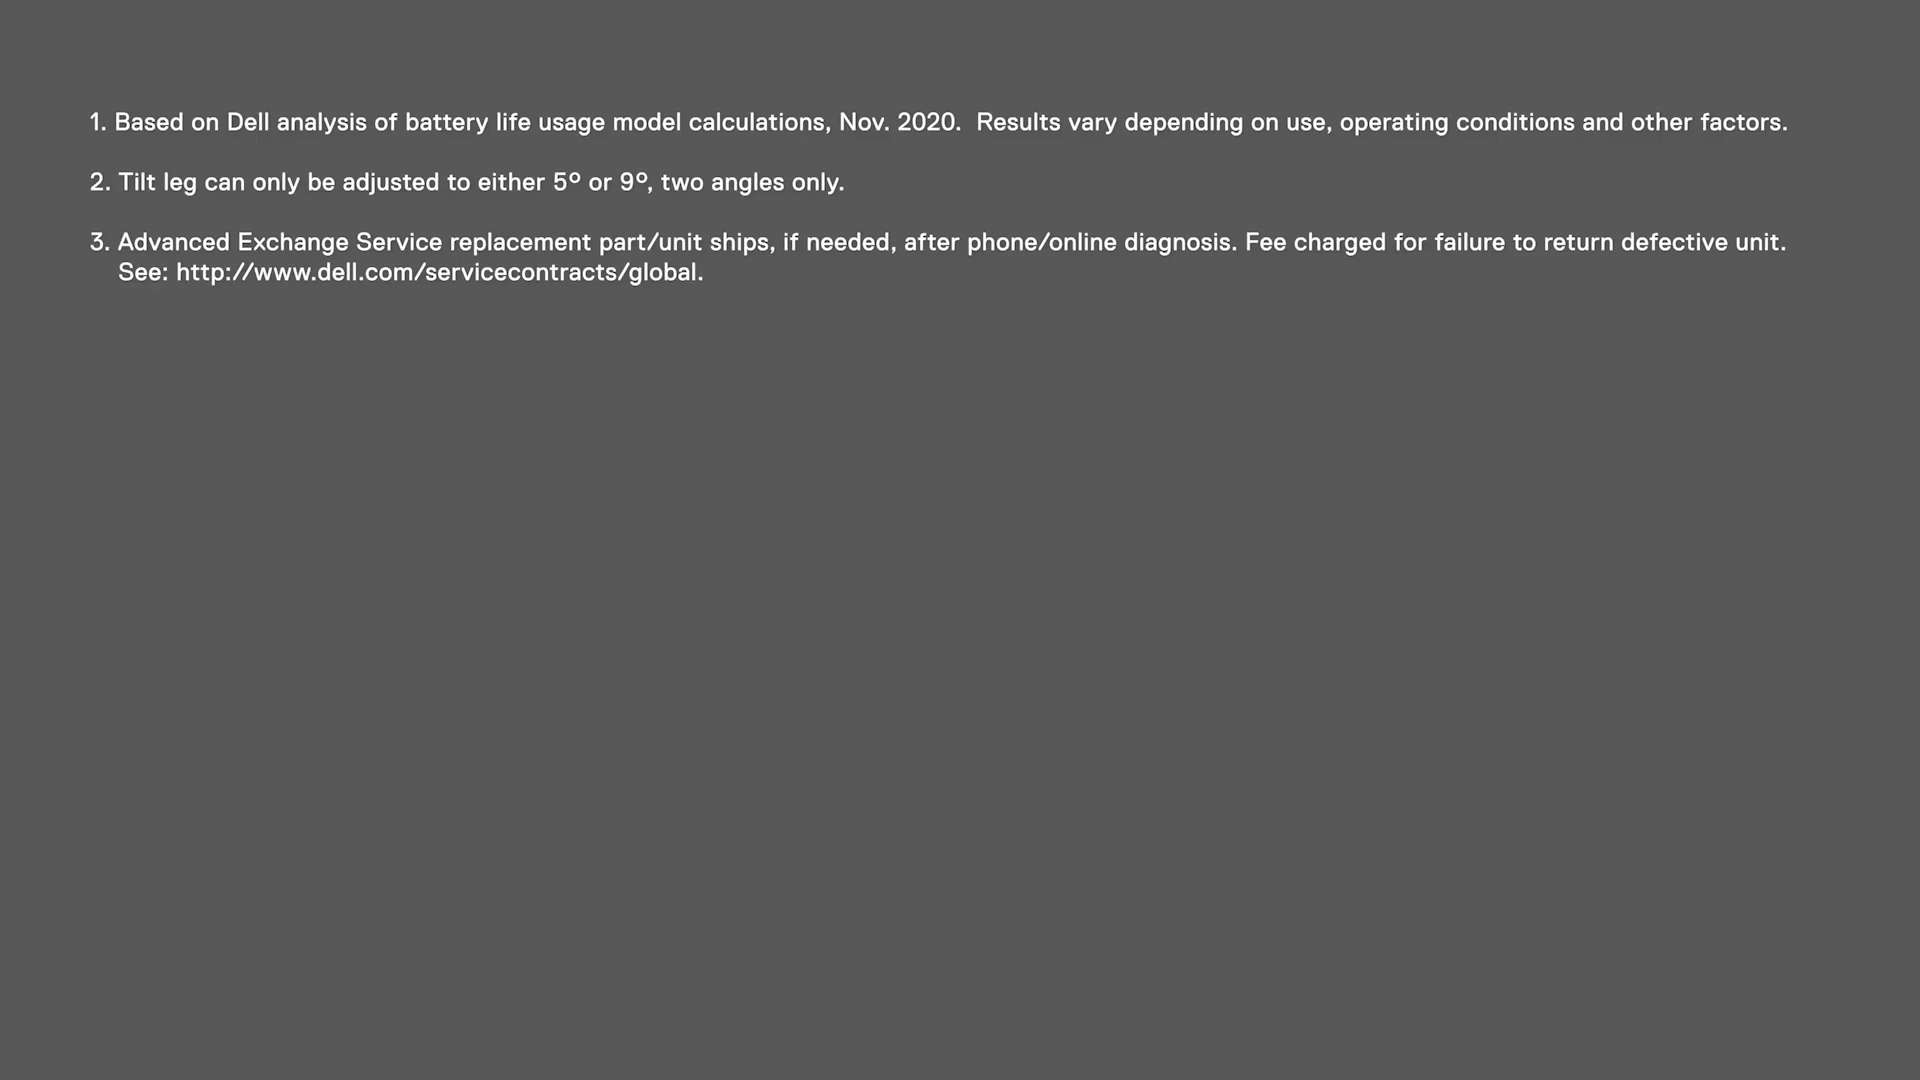 1. Based on Dell analysis of battery life usage model calculations, Nov. 2020.  Results vary depending on use, operating conditions and other factors.
2. Tilt leg can only be adjusted to either 5º or 9º, two angles only.
3. Advanced Exchange Service replacement part/unit ships, if needed, after phone/online diagnosis. Fee charged for failure to return defective unit.
See: http://www.dell.com/servicecontracts/global.